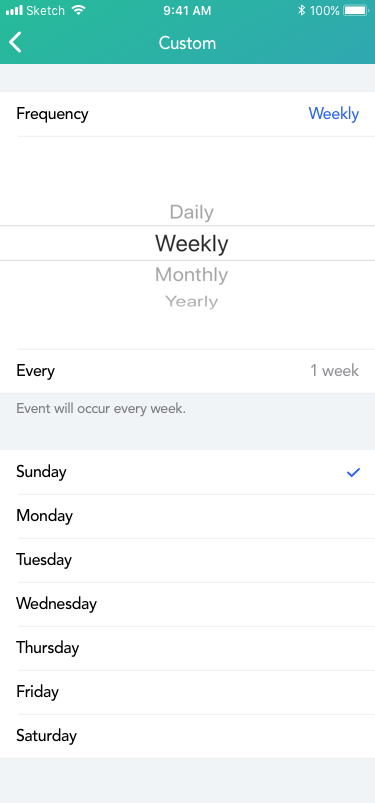 Sketch 9:41 AM 100%
Custom
Frequency Weekly
Daily
Weekly
Monthly
Yearly
Every 1 week
Event will occur every week.
Sunday
Monday
Tuesday
Wednesday
Thursday
Friday
Saturday